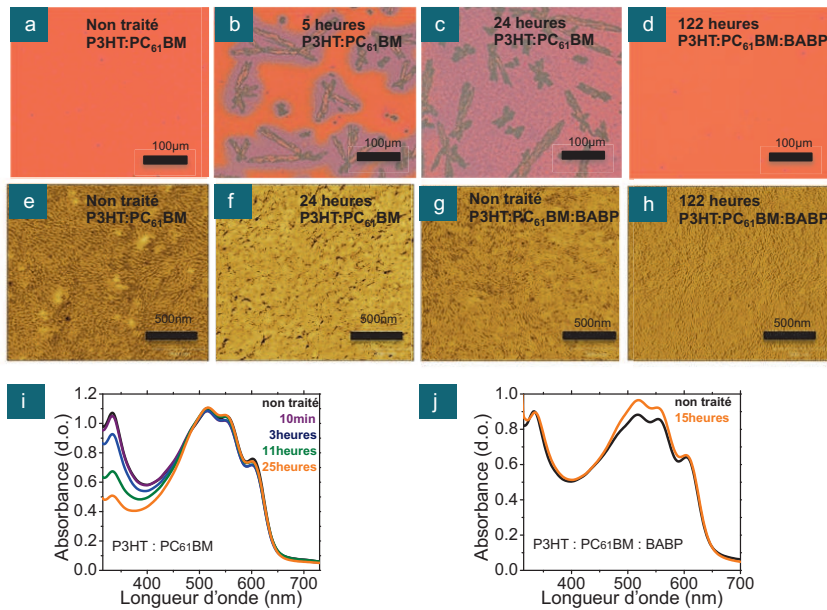 a
Non traité
P3HT:PC₆₁BM
100µm
b
5 heures
P3HT:PC₆₁BM
100µm
c
24 heures
P3HT:PC₆₁BM
100µm
d
122 heures
P3HT:PC₆₁BM:BABP
100µm
e
Non traité
P3HT:PC₆₁BM
500nm
f
24 heures
P3HT:PC₆₁BM
500nm
g
Non traité
P3HT:PC₆₁BM:BABP
500nm
h
122 heures
P3HT:PC₆₁BM:BABP
500nm
i
Absorbance (d.o.)
1.2
1.0
0.8
0.6
0.4
0.2
0.0
non traité
10min
3heures
11heures
25heures
P3HT : PC₆₁BM
400 500 600 700
Longueur d'onde (nm)
j
Absorbance (d.o.)
1.0
0.8
0.6
0.4
0.2
0.0
non traité
15heures
P3HT : PC₆₁BM : BABP
400 500 600 700
Longueur d'onde (nm)